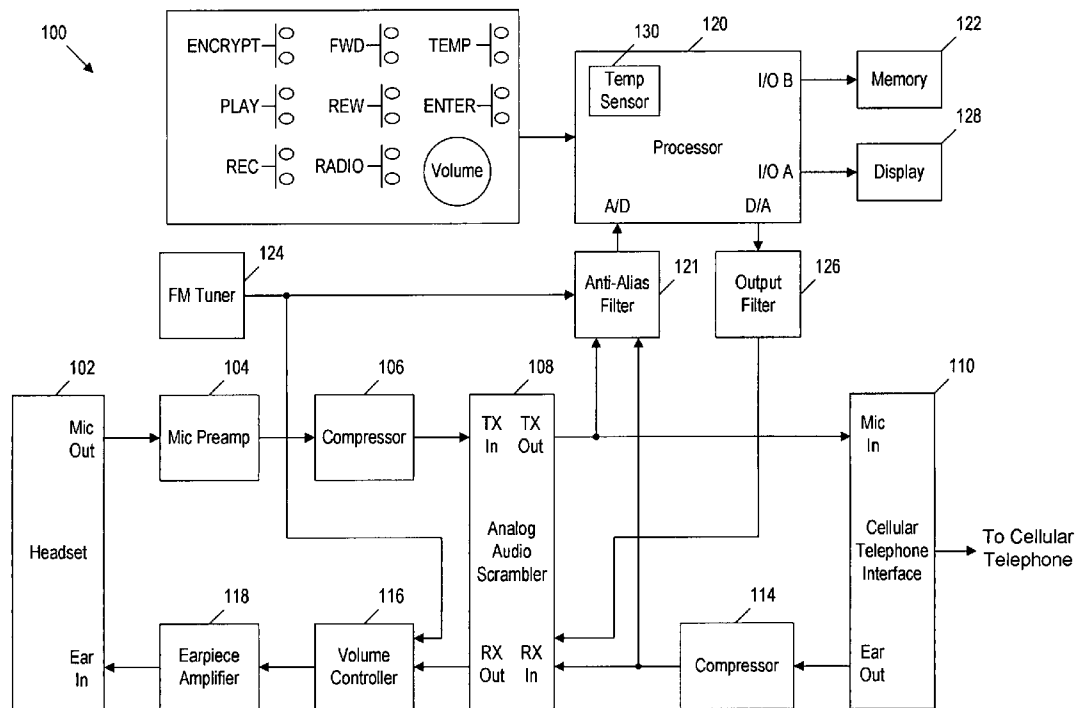 100
ENCRYPT
FWD
TEMP
PLAY
REW
ENTER
REC
RADIO
Volume
120
130
Temp
Sensor
Processor
I/O B
I/O A
A/D
D/A
122
Memory
128
Display
124
FM Tuner
121
Anti-Alias
Filter
126
Output
Filter
102
Mic
Out
Headset
Ear
In
104
Mic Preamp
106
Compressor
108
TX
In
TX
Out
Analog
Audio
Scrambler
RX
Out
RX
In
110
Mic
In
Cellular
Telephone
Interface
Ear
Out
To Cellular
Telephone
118
Earpiece
Amplifier
116
Volume
Controller
114
Compressor